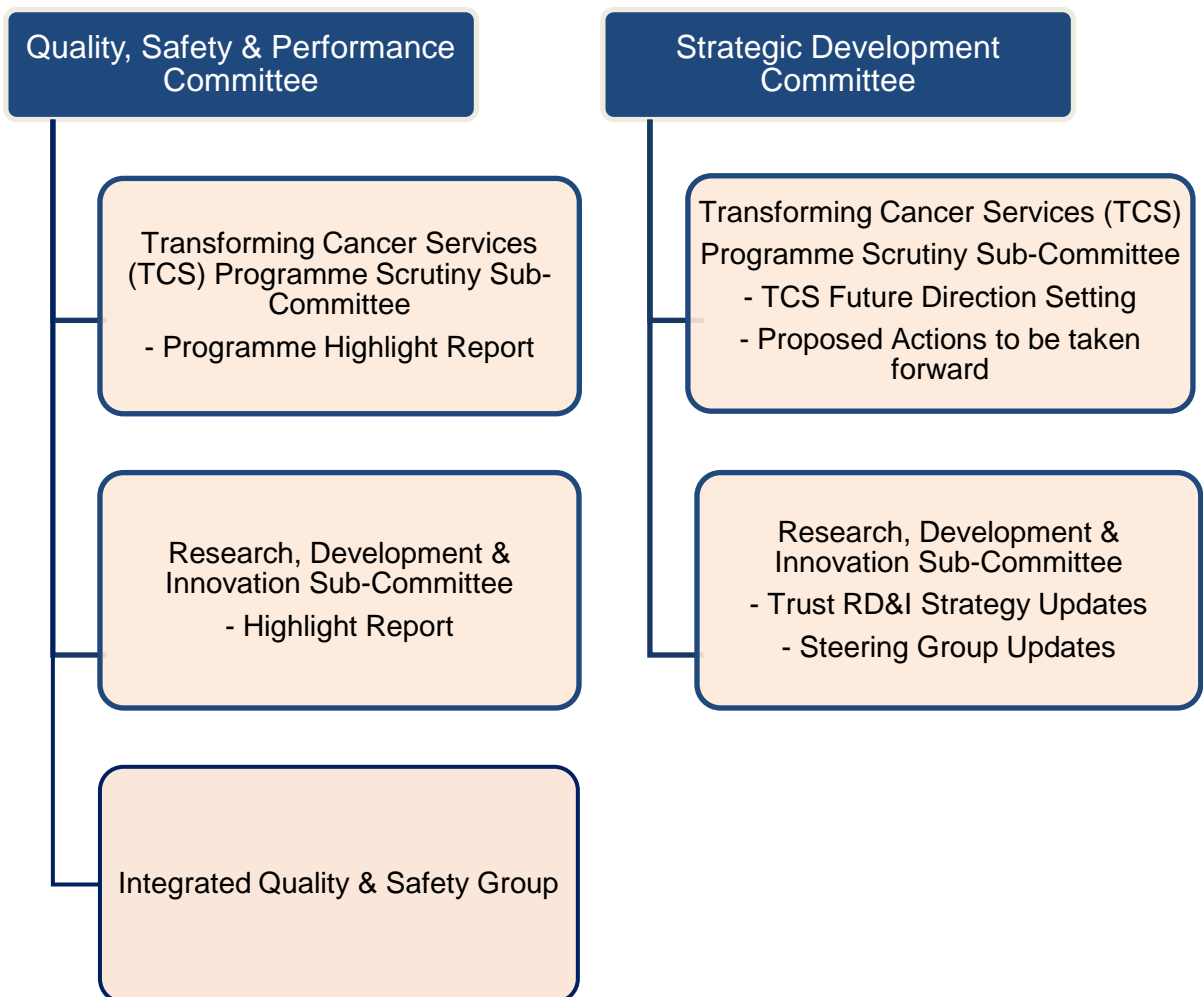 Quality, Safety & Performance
Committee
Transforming Cancer Services
(TCS) Programme Scrutiny Sub-
Committee
- Programme Highlight Report
Research, Development &
Innovation Sub-Committee
- Highlight Report
Integrated Quality & Safety Group
Strategic Development
Committee
Transforming Cancer Services (TCS)
Programme Scrutiny Sub-Committee
- TCS Future Direction Setting
- Proposed Actions to be taken
forward
Research, Development &
Innovation Sub-Committee
- Trust RD&I Strategy Updates
- Steering Group Updates